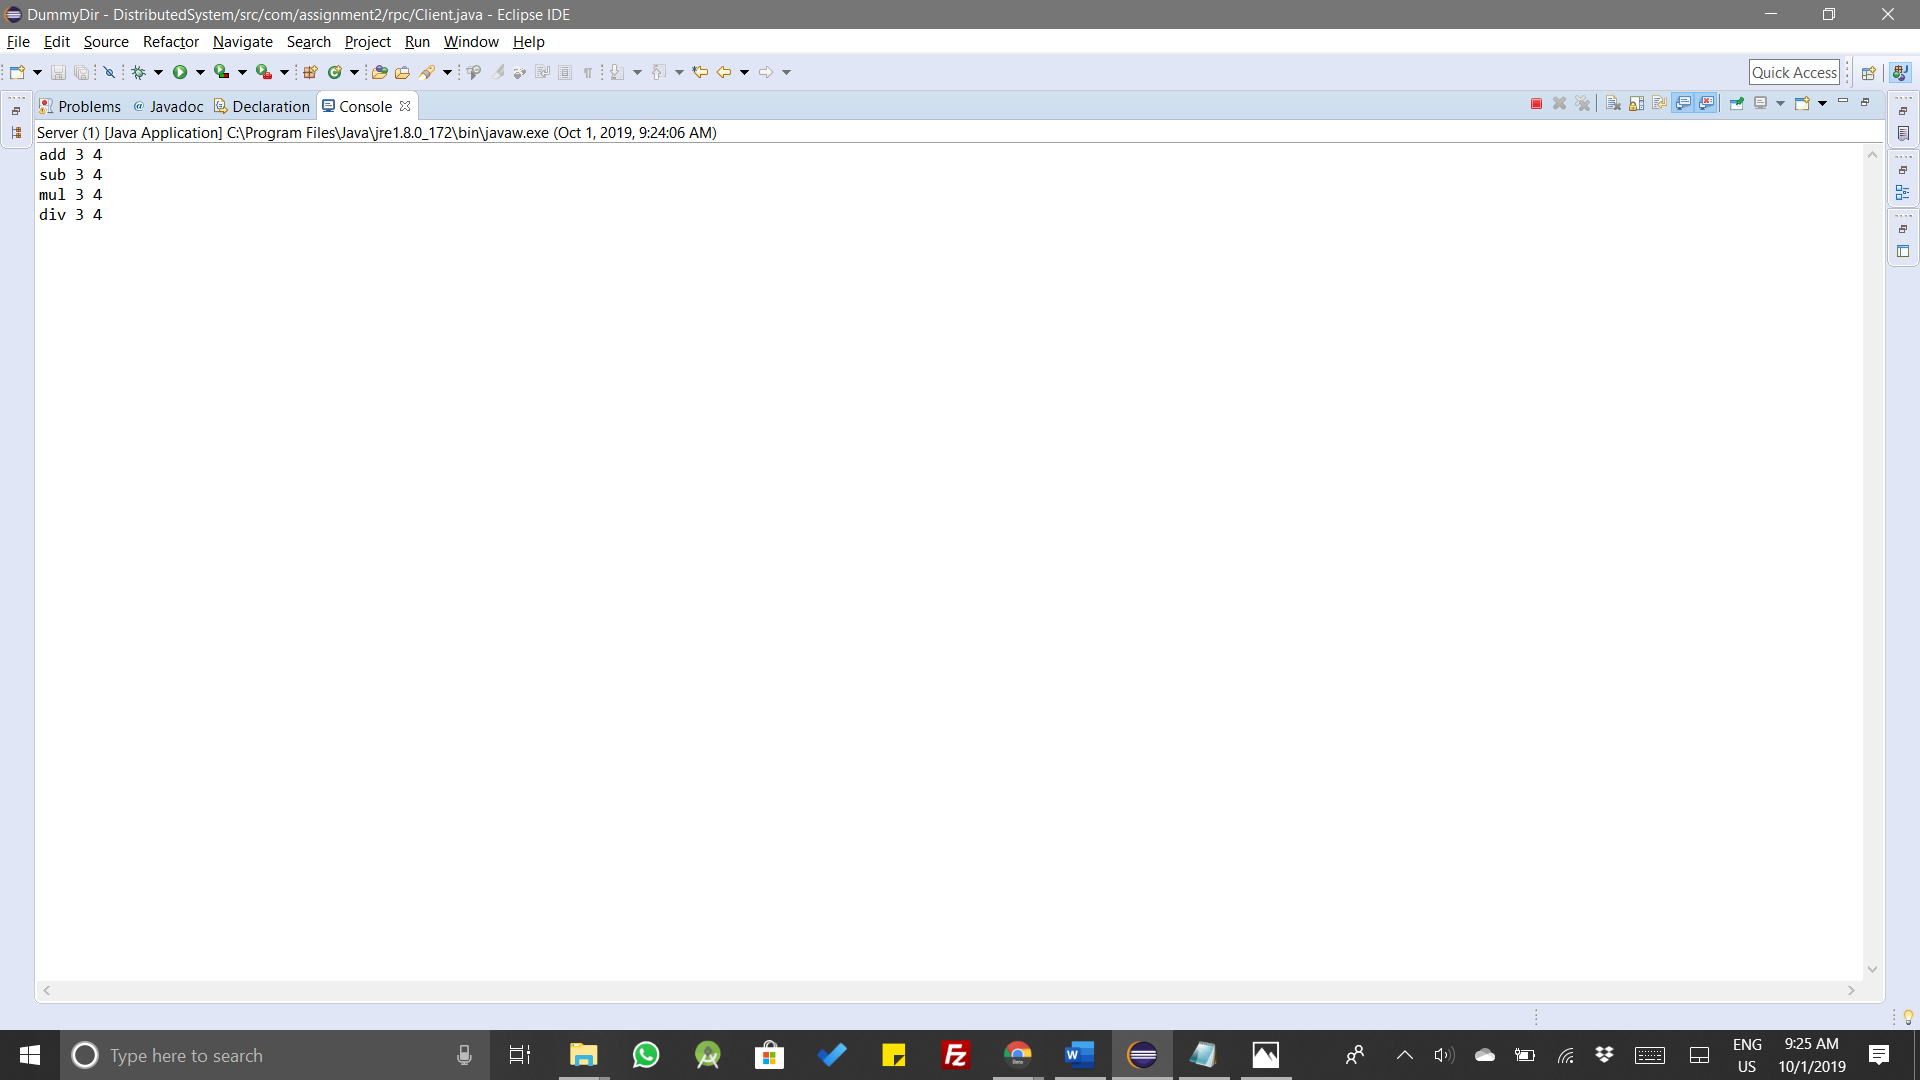 DummyDir - DistributedSystem/src/com/assignment2/rpc/Client.java - Eclipse IDE
File Edit Source Refactor Navigate Search Project Run Window Help
Quick Access
Problems @ Javadoc Declaration Console
Server (1) [Java Application] C:\Program Files\Java\jre1.8.0_172\bin\javaw.exe (Oct 1, 2019, 9:24:06 AM)
add 3 4
sub 3 4
mul 3 4
div 3 4
Type here to search
ENG
US
9:25 AM
10/1/2019